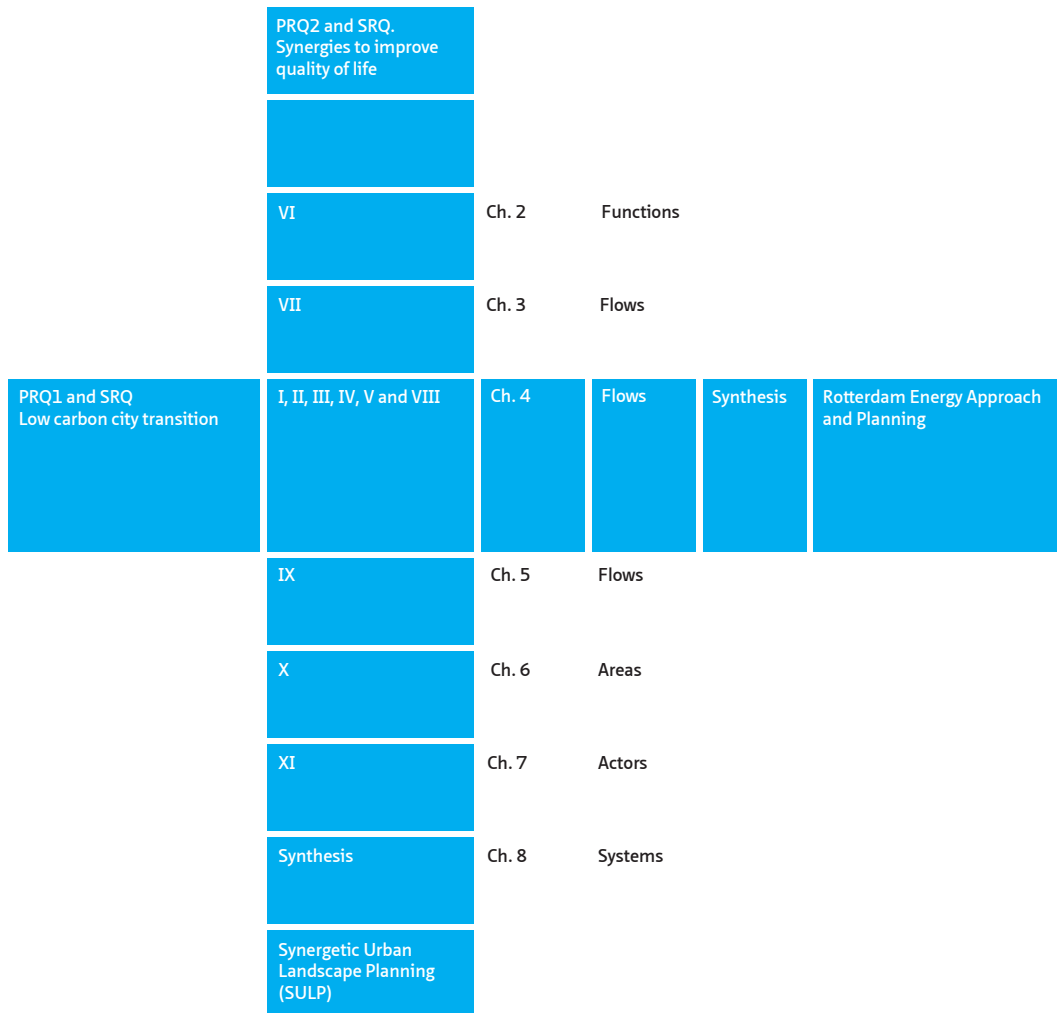 PRQ2 and SRQ.
Synergies to improve
quality of life
VI
Ch. 2
Functions
VII
Ch. 3
Flows
PRQ1 and SRQ
Low carbon city transition
I, II, III, IV, V and VIII
Ch. 4
Flows
Synthesis
Rotterdam Energy Approach
and Planning
IX
Ch. 5
Flows
X
Ch. 6
Areas
XI
Ch. 7
Actors
Synthesis
Ch. 8
Systems
Synergetic Urban
Landscape Planning
(SULP)